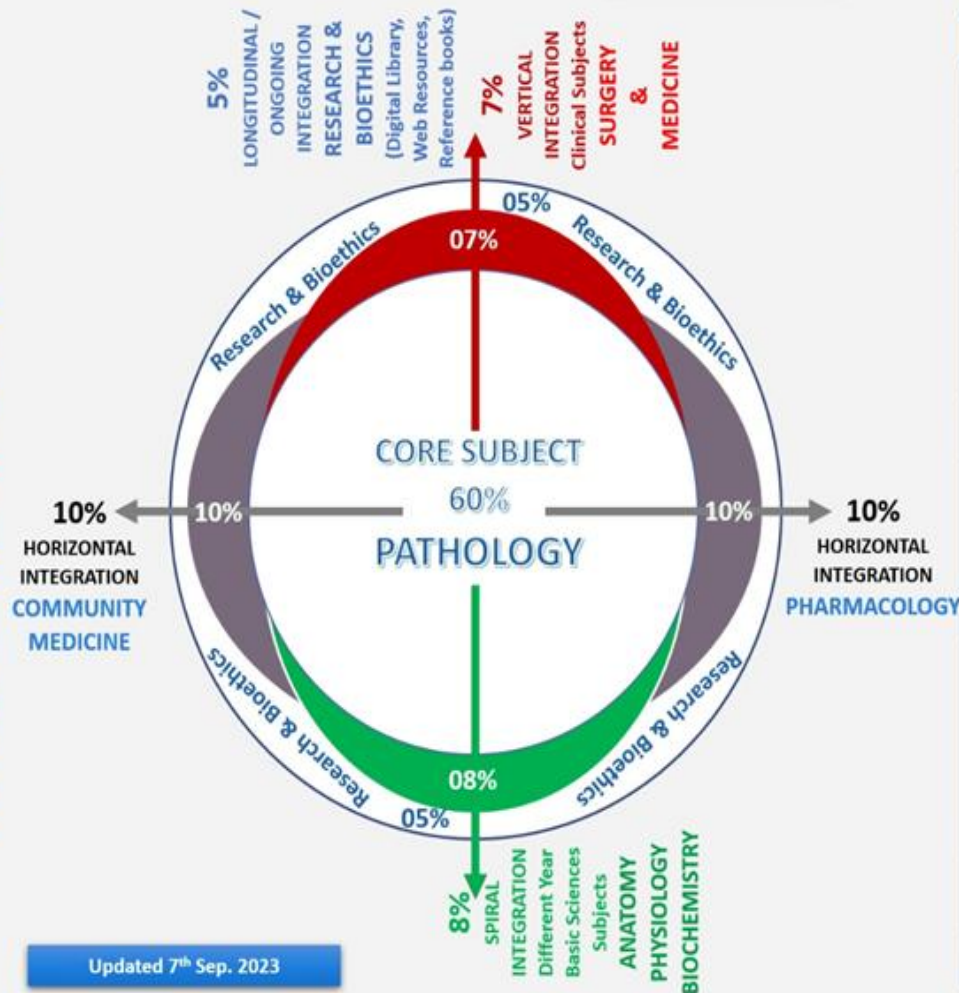 5%
LONGITUDINAL /
ONGOING
INTEGRATION
RESEARCH &
BIOETHICS
(Digital Library,
Web Resources,
Reference books)
7%
VERTICAL
INTEGRATION
Clinical Subjects
SURGERY
&
MEDICINE
05%
Research & Bioethics
Research & Bioethics
07%
CORE SUBJECT
60%
PATHOLOGY
10%
HORIZONTAL
INTEGRATION
COMMUNITY
MEDICINE
10%
10%
10%
HORIZONTAL
INTEGRATION
PHARMACOLOGY
Research & Bioethics
Research & Bioethics
08%
05%
8%
SPIRAL
INTEGRATION
Different Year
Basic Sciences
Subjects
ANATOMY
PHYSIOLOGY
BIOCHEMISTRY
Updated 7th Sep. 2023